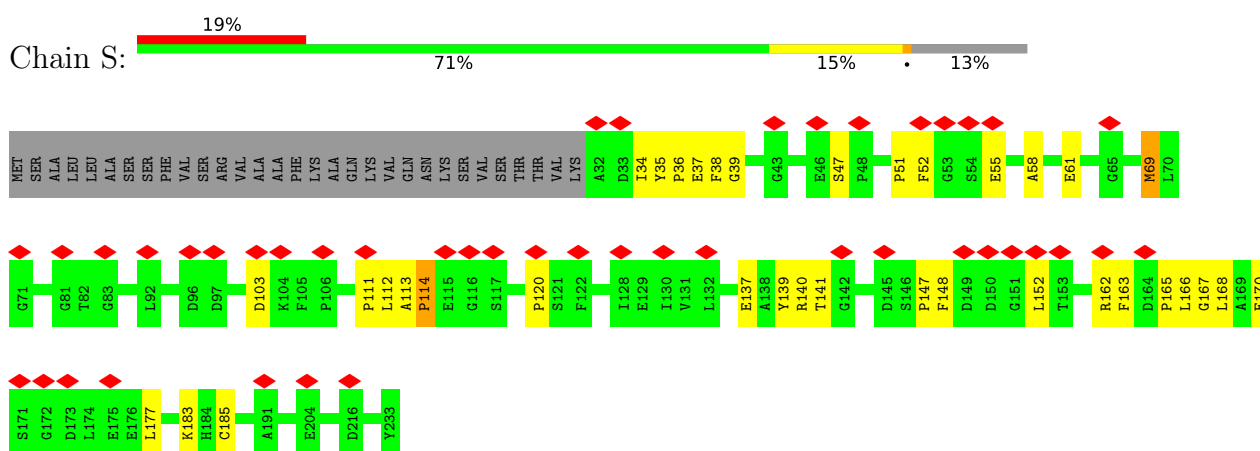 19%
Chain S:
71% 15% • 13%
MET SER ALA LEU LEU ALA SER SER PHE VAL SER ARG VAL ALA ALA PHE LYS ALA GLN LYS VAL GLN ASN LYS SER VAL SER THR THR VAL LYS A32 D33 I34 Y35 P36 E37 F38 G39 G43 E46 S47 P48 P51 F52 G53 S54 E55 A58 E61 G65 M69 L70
G71 G81 T82 G83 L92 D96 D97 D103 K104 F105 P106 P111 L112 A113 P114 E115 G116 S117 P120 S121 F122 I128 E129 I130 V131 L132 E137 A138 Y139 R140 T141 G142 D145 S146 P147 F148 D149 D150 G151 L152 T153 R162 F163 D164 P165 L166 G167 L168 A169 E170
S171 G172 D173 L174 E175 E176 L177 K183 H184 C185 A191 E204 D216 Y233